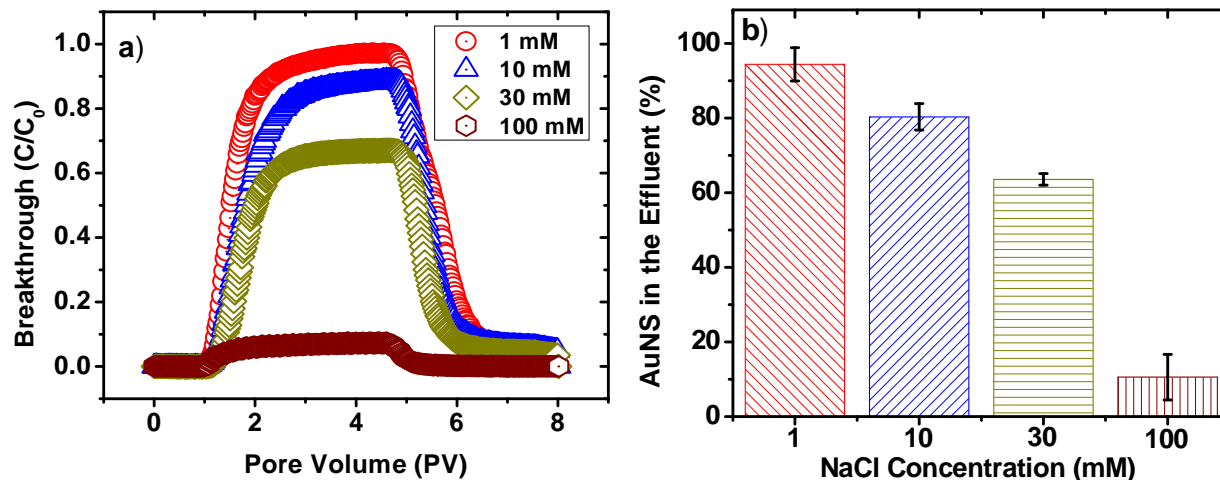 a)
1 mM
10 mM
30 mM
100 mM
Breakthrough (C/C₀)
1.0
0.8
0.6
0.4
0.2
0.0
0 2 4 6 8
Pore Volume (PV)
b)
AuNS in the Effluent (%)
100
80
60
40
20
0
1 10 30 100
NaCl Concentration (mM)